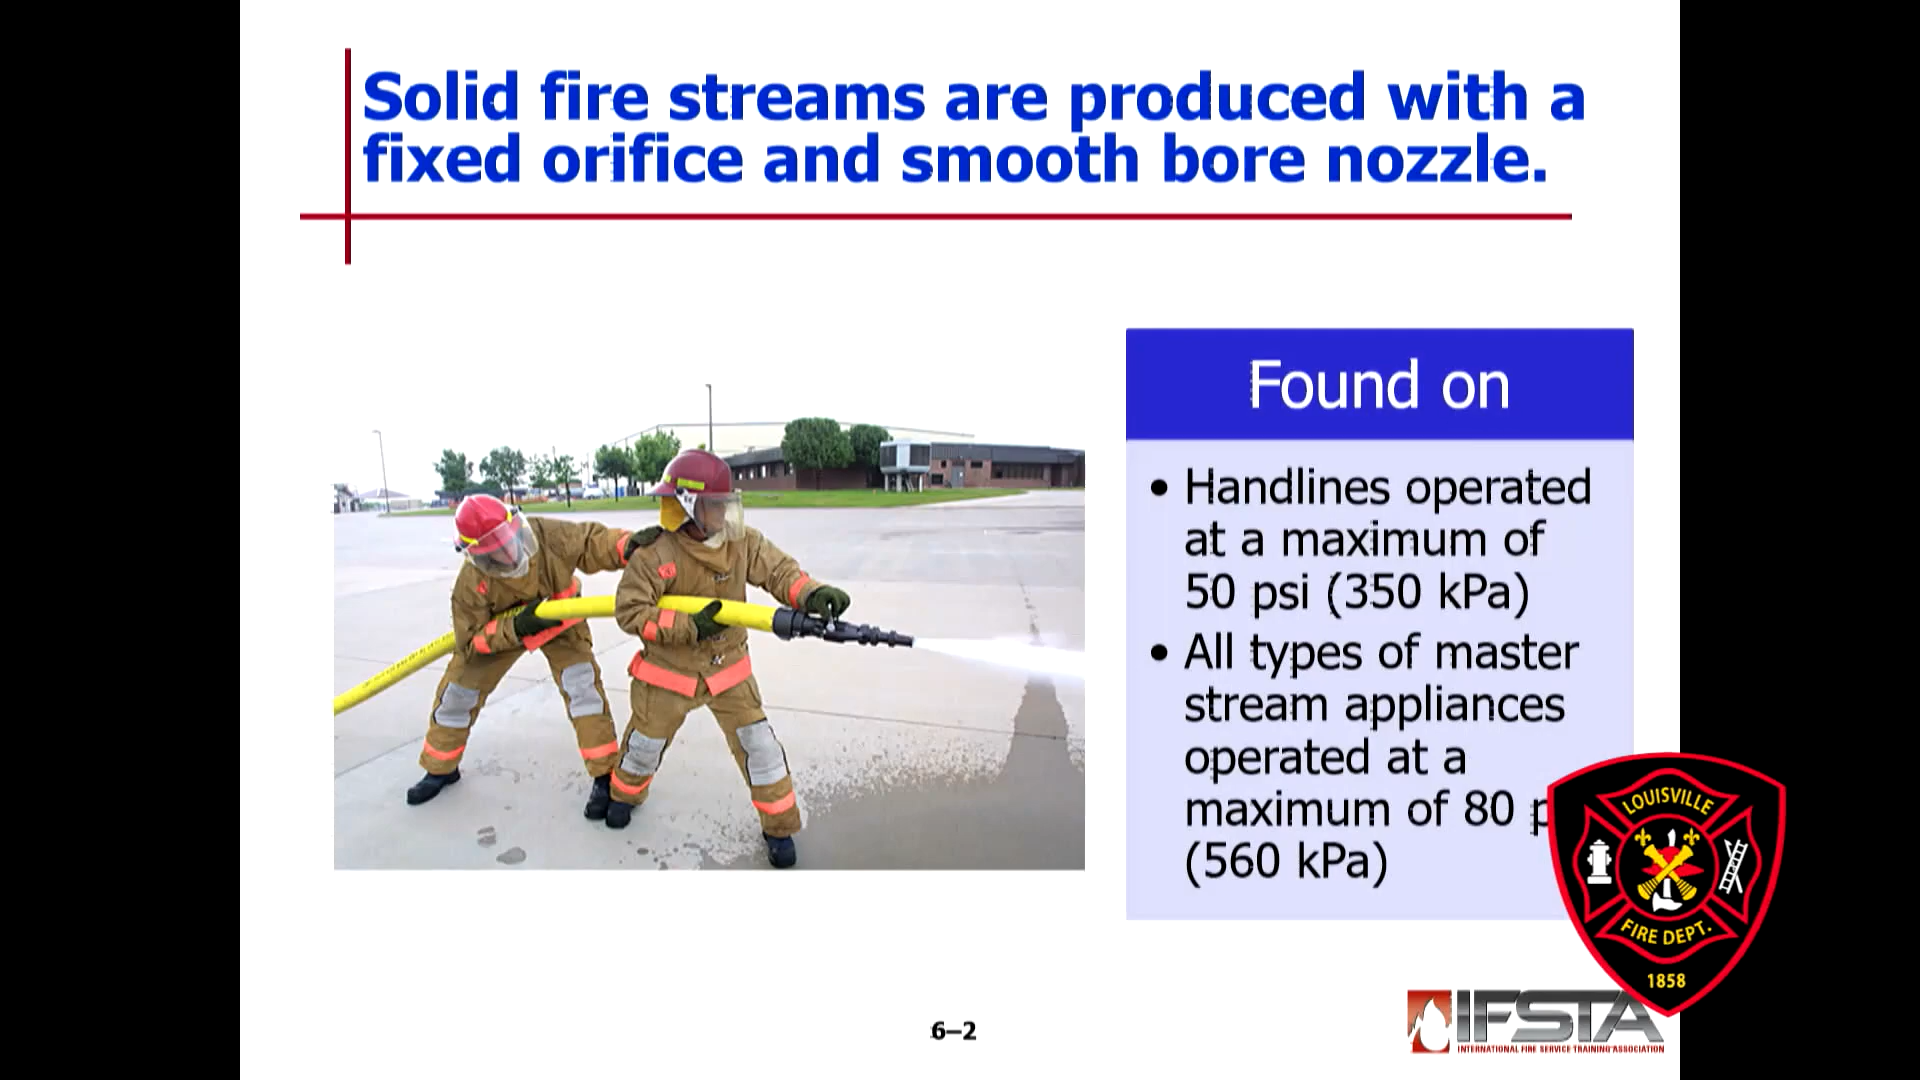 Solid fire streams are produced with a
fixed orifice and smooth bore nozzle.
Found on
• Handlines operated
at a maximum of
50 psi (350 kPa)
• All types of master
stream appliances
operated at a
maximum of 80
(560 kPa)
LOUISVILLE
FIRE DEPT.
1858
IFSTA
INTERNATIONAL FIRE SERVICE TRAINING ASSOCIATION
6–2